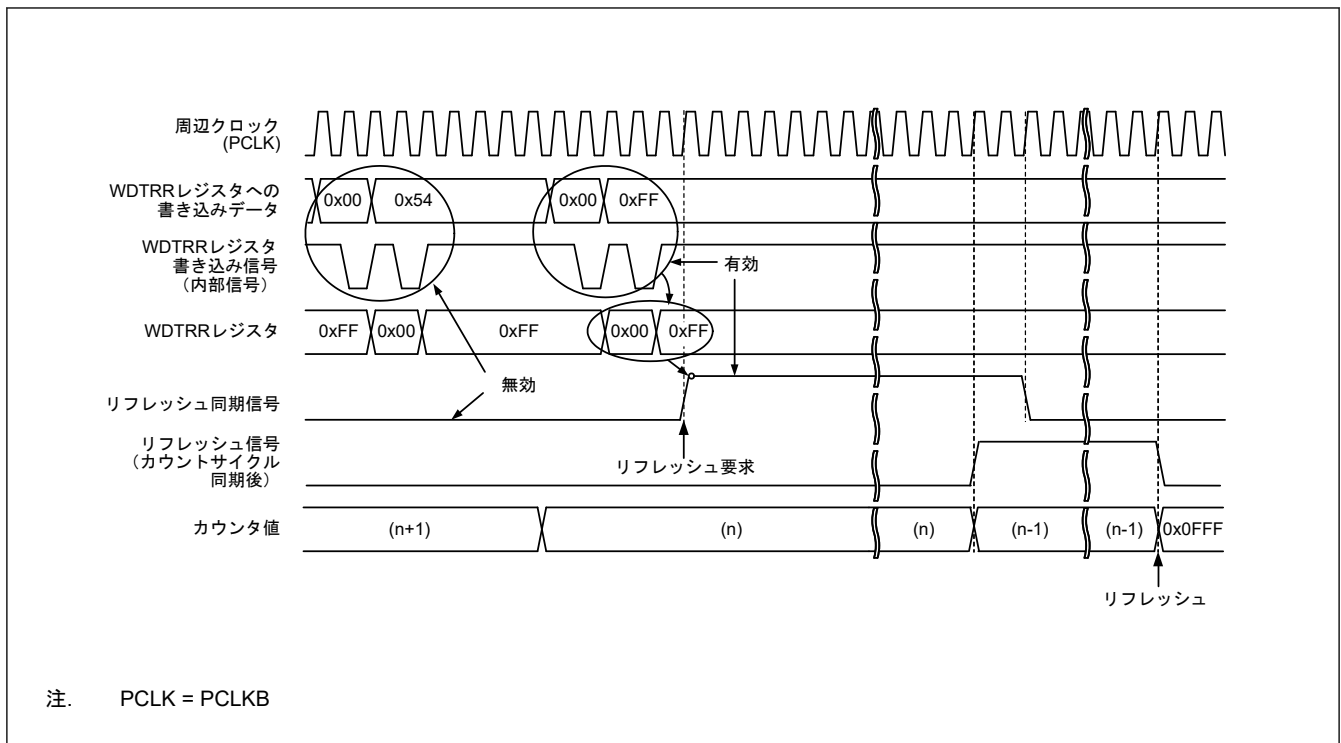 周辺クロック
(PCLK)
WDTRRレジスタへの
書き込みデータ
0x00 0x54 0x00 0xFF
WDTRRレジスタ
書き込み信号
（内部信号）
有効
WDTRRレジスタ
0xFF 0x00 0xFF 0x00 0xFF
無効
リフレッシュ同期信号
リフレッシュ要求
リフレッシュ信号
（カウントサイクル
同期後）
カウンタ値
(n+1) (n) (n) (n-1) (n-1) 0x0FFF
リフレッシュ
注. PCLK = PCLKB